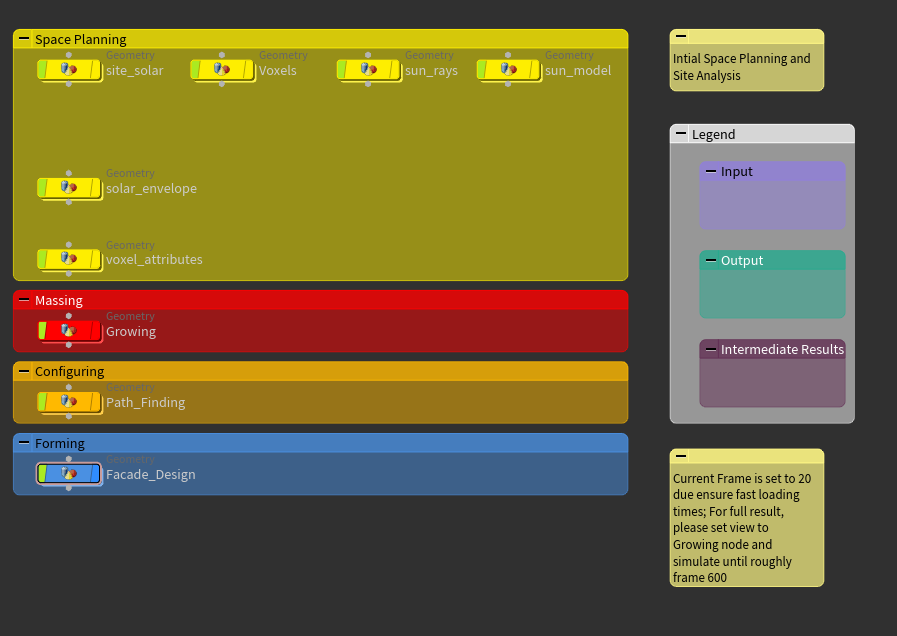 Space Planning
Geometry
site_solar
Geometry
Voxels
Geometry
sun_rays
Geometry
sun_model
Geometry
solar_envelope
Geometry
voxel_attributes
Massing
Geometry
Growing
Configuring
Geometry
Path_Finding
Forming
Geometry
Facade_Design
Intial Space Planning and
Site Analysis
Legend
Input
Output
Intermediate Results
Current Frame is set to 20
due ensure fast loading
times; For full result,
please set view to
Growing node and
simulate until roughly
frame 600